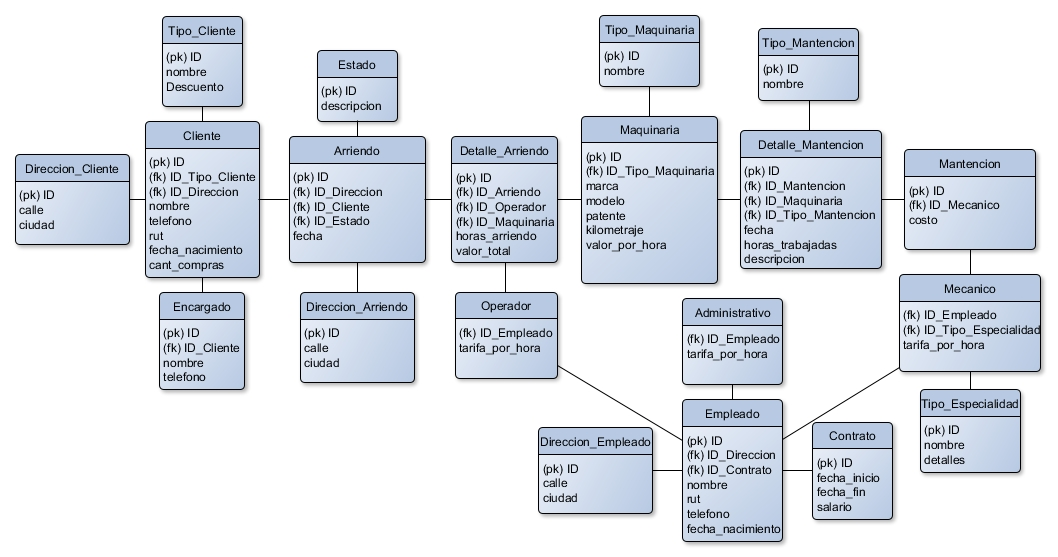 Tipo_Cliente
(pk) ID
nombre
Descuento
Estado
(pk) ID
descripcion
Tipo_Maquinaria
(pk) ID
nombre
Tipo_Mantencion
(pk) ID
nombre
Direccion_Cliente
(pk) ID
calle
ciudad
Cliente
(pk) ID
(fk) ID_Tipo_Cliente
(fk) ID_Direccion
nombre
telefono
rut
fecha_nacimiento
cant_compras
Arriendo
(pk) ID
(fk) ID_Direccion
(fk) ID_Cliente
(fk) ID_Estado
fecha
Detalle_Arriendo
(pk) ID
(fk) ID_Arriendo
(fk) ID_Operador
(fk) ID_Maquinaria
horas_arriendo
valor_total
Maquinaria
(pk) ID
(fk) ID_Tipo_Maquinaria
marca
modelo
patente
kilometraje
valor_por_hora
Detalle_Mantencion
(pk) ID
(fk) ID_Mantencion
(fk) ID_Maquinaria
(fk) ID_Tipo_Mantencion
fecha
horas_trabajadas
descripcion
Mantencion
(pk) ID
(fk) ID_Mecanico
costo
Encargado
(pk) ID
(fk) ID_Cliente
nombre
telefono
Direccion_Arriendo
(pk) ID
calle
ciudad
Operador
(fk) ID_Empleado
tarifa_por_hora
Administrativo
(fk) ID_Empleado
tarifa_por_hora
Mecanico
(fk) ID_Empleado
(fk) ID_Tipo_Especialidad
tarifa_por_hora
Direccion_Empleado
(pk) ID
calle
ciudad
Empleado
(pk) ID
(fk) ID_Direccion
(fk) ID_Contrato
nombre
rut
telefono
fecha_nacimiento
Contrato
(pk) ID
fecha_inicio
fecha_fin
salario
Tipo_Especialidad
(pk) ID
nombre
detalles